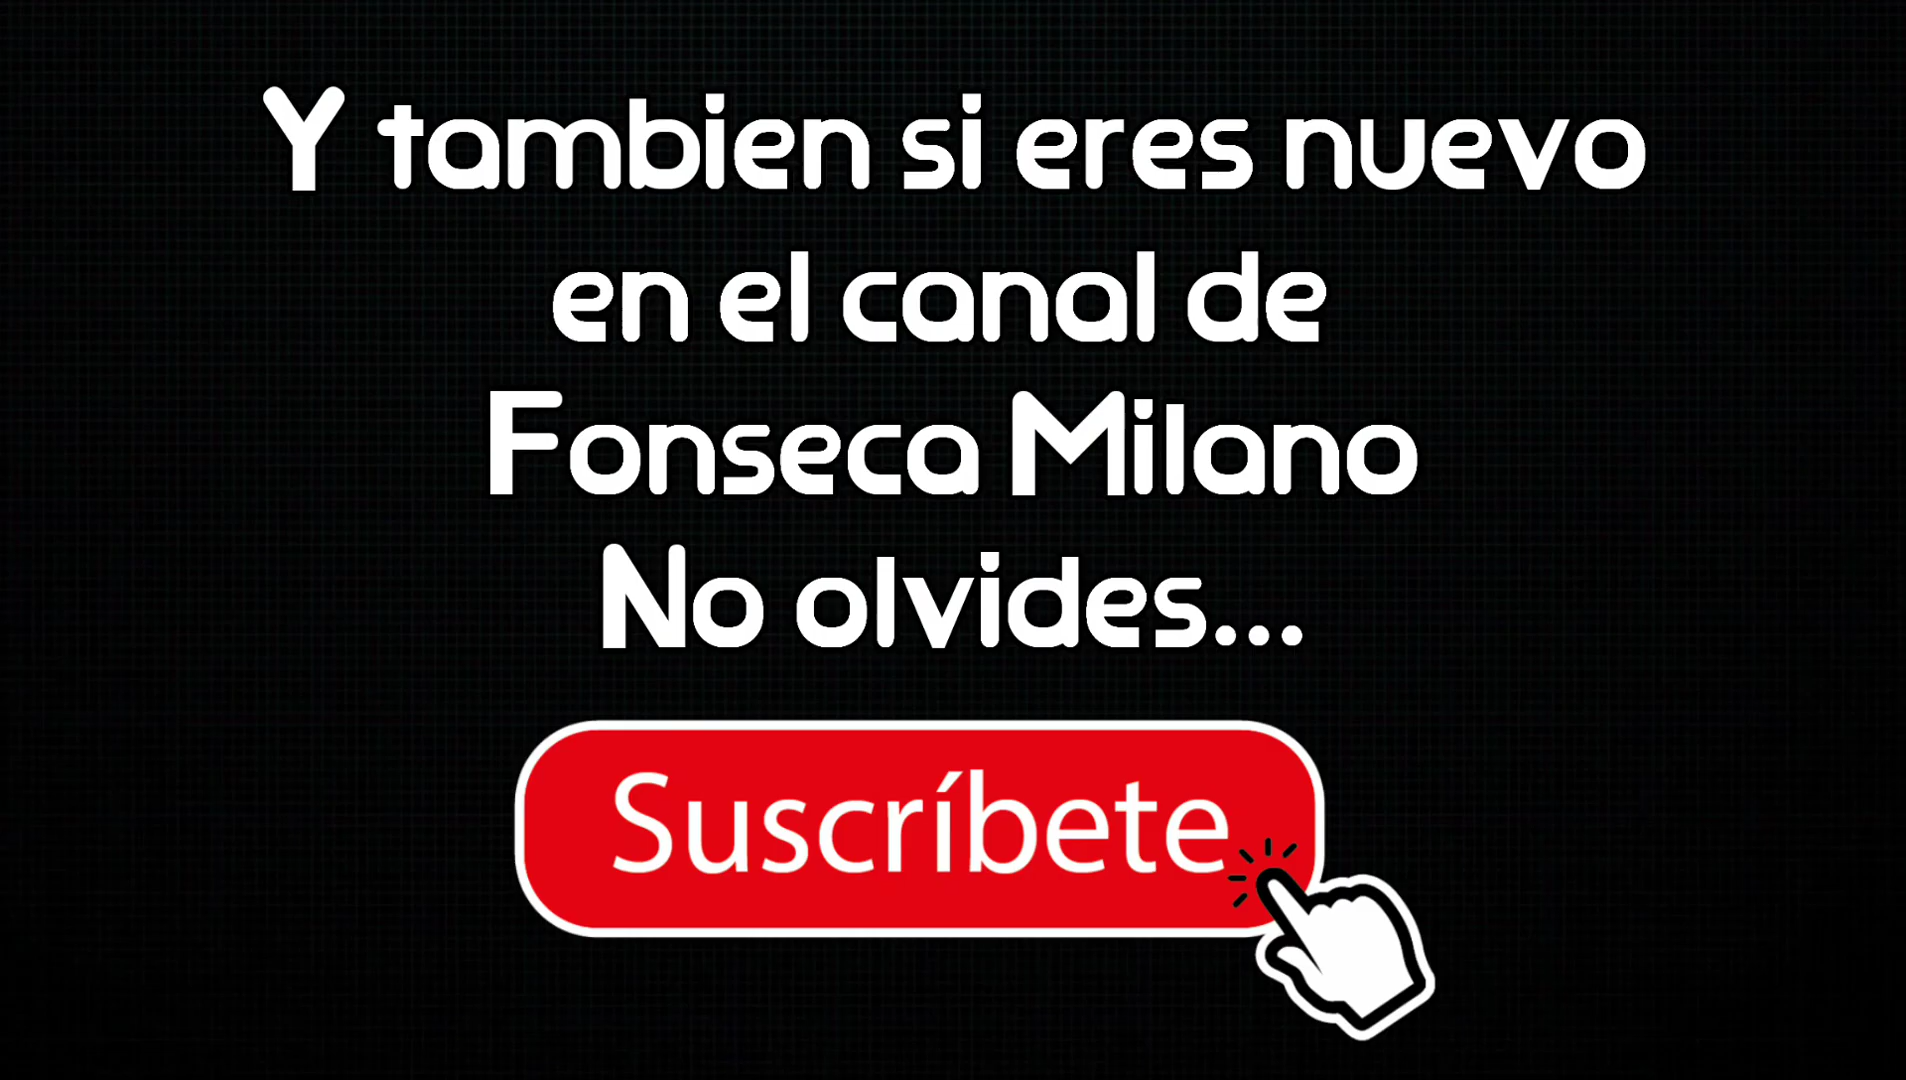 Y tambien si eres nuevo
en el canal de
Fonseca Milano
No olvides...
Suscríbete